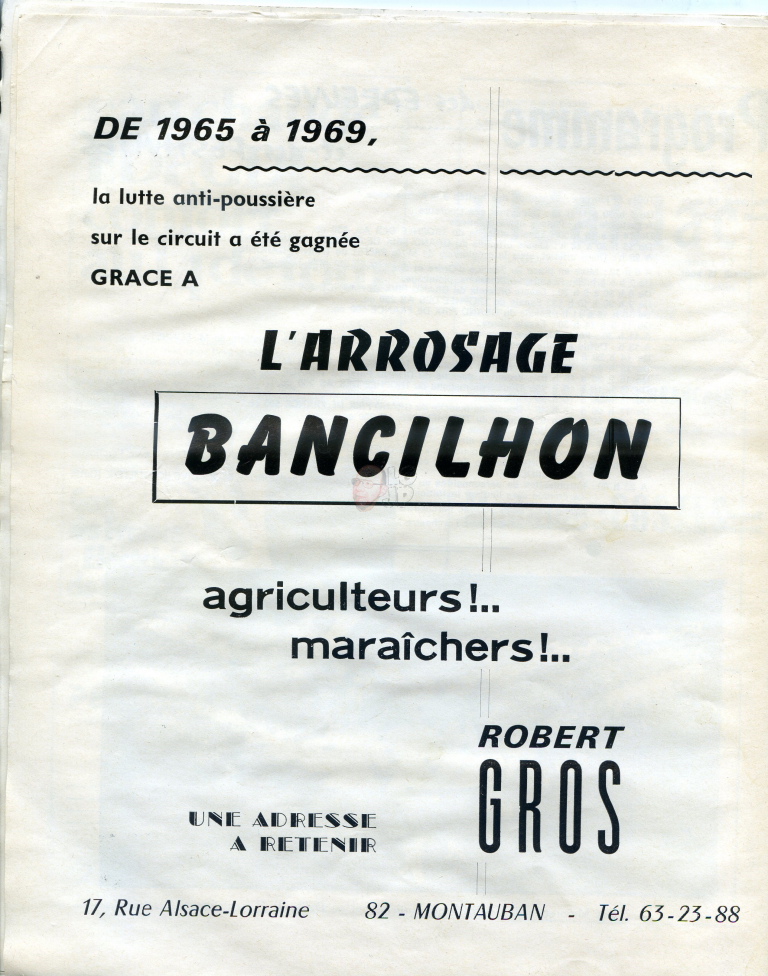 DE 1965 à 1969,
la lutte anti-poussière
sur le circuit a été gagnée
GRACE A
L'ARROSAGE
BANCILHON
agriculteurs!..
maraîchers!..
ROBERT
GROS
UNE ADRESSE
A RETENIR
17, Rue Alsace-Lorraine 82 - MONTAUBAN - Tél. 63-23-88